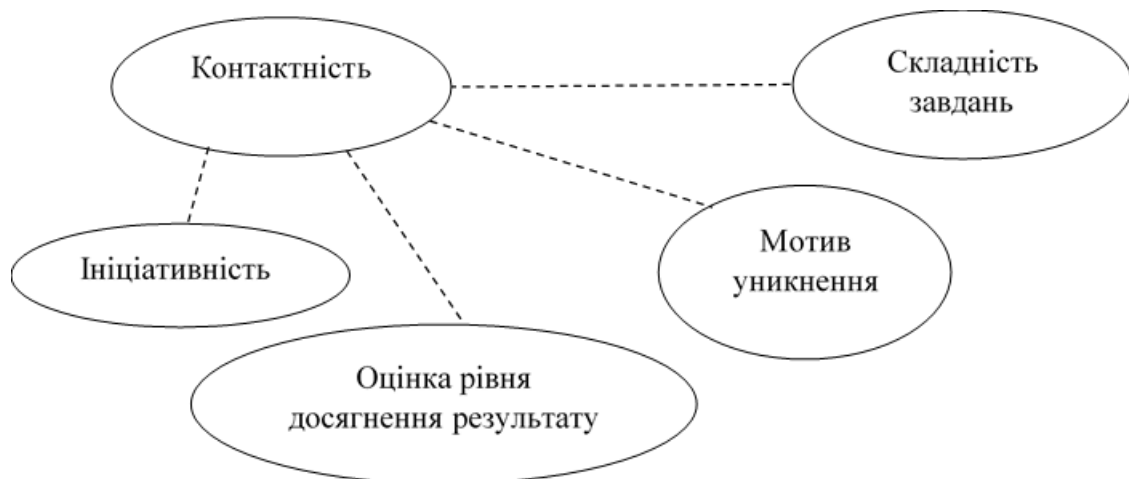 Контактність
Складність
завдань
Ініціативність
Мотив
уникнення
Оцінка рівня
досягнення результату